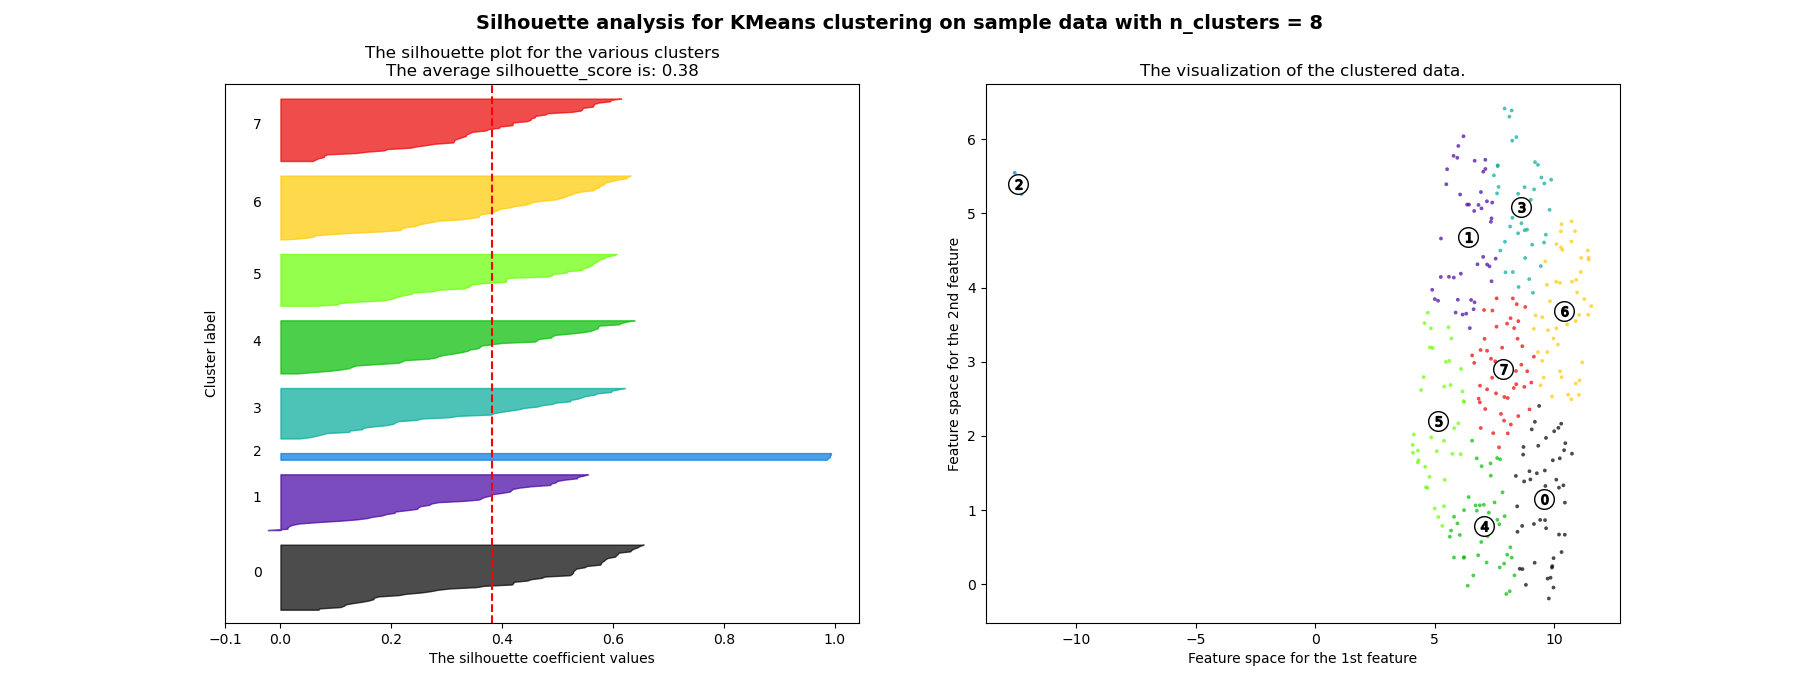 Silhouette analysis for KMeans clustering on sample data with n_clusters = 8
The silhouette plot for the various clusters
The average silhouette_score is: 0.38
Cluster label
7
6
5
4
3
2
1
0
−0.1 0.0 0.2 0.4 0.6 0.8 1.0
The silhouette coefficient values
The visualization of the clustered data.
Feature space for the 2nd feature
6
5
4
3
2
1
0
2
3
1
6
7
5
0
4
−10 −5 0 5 10
Feature space for the 1st feature